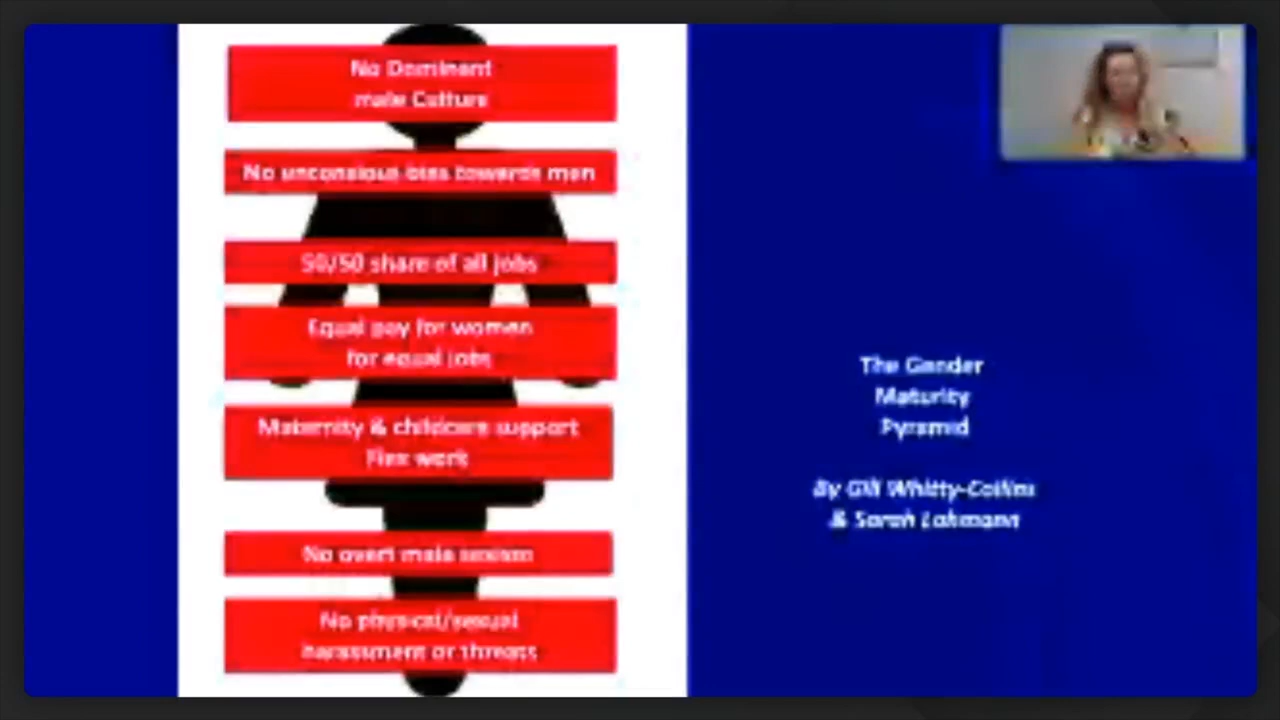 No Dominant
male Culture
No unconsious bias towards men
50/50 share of all jobs
Equal pay for women
for equal jobs
Maternity & childcare support
Flex work
No overt male sexism
No physical/sexual
harassment or threats
The Gender
Maturity
Pyramid
By Gill Whitty-Collins
& Sarah Lahmann